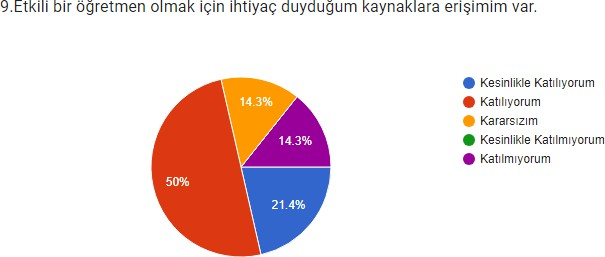 9.Etkili bir öğretmen olmak için ihtiyaç duyduğum kaynaklara erişimim var.
14.3%
14.3%
50%
21.4%
Kesinlikle Katılıyorum
Katılıyorum
Kararsızım
Kesinlikle Katılmıyorum
Katılmıyorum